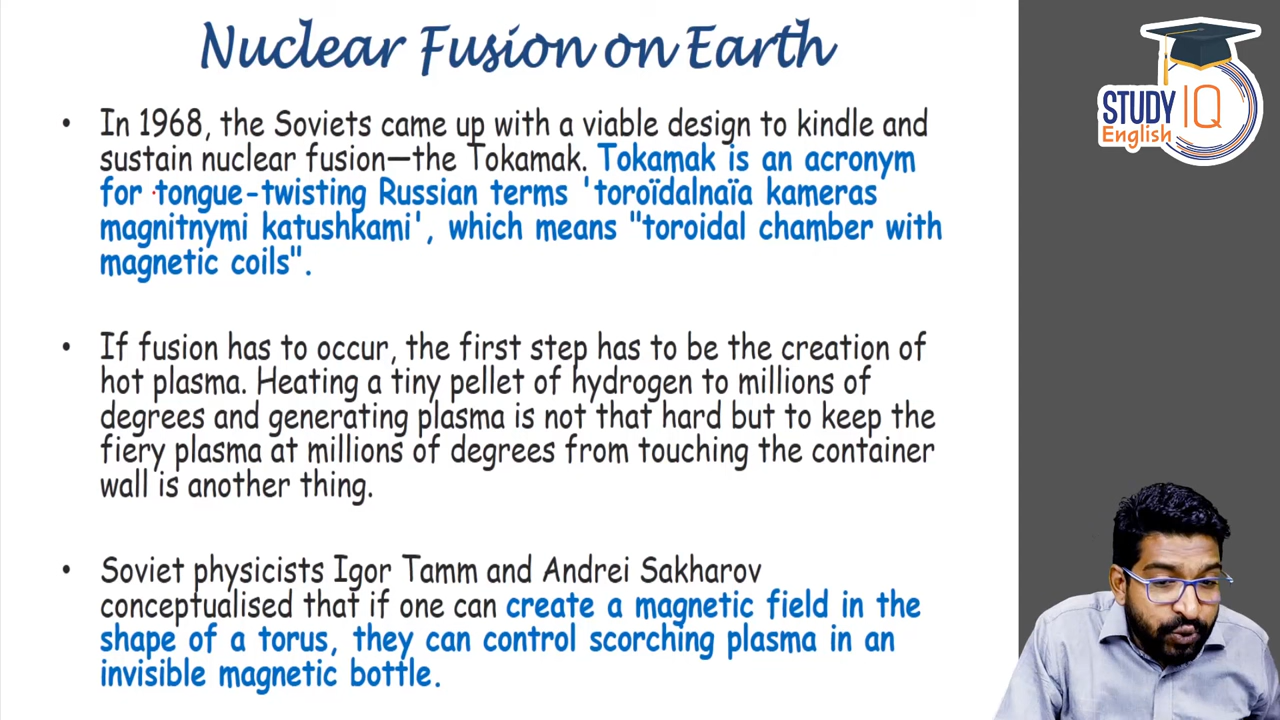 Nuclear Fusion on Earth
STUDY IQ
English
• In 1968, the Soviets came up with a viable design to kindle and
sustain nuclear fusion—the Tokamak. Tokamak is an acronym
for tongue-twisting Russian terms 'toroïdalnaïa kameras
magnitnymi katushkami', which means "toroidal chamber with
magnetic coils".
• If fusion has to occur, the first step has to be the creation of
hot plasma. Heating a tiny pellet of hydrogen to millions of
degrees and generating plasma is not that hard but to keep the
fiery plasma at millions of degrees from touching the container
wall is another thing.
• Soviet physicists Igor Tamm and Andrei Sakharov
conceptualised that if one can create a magnetic field in the
shape of a torus, they can control scorching plasma in an
invisible magnetic bottle.